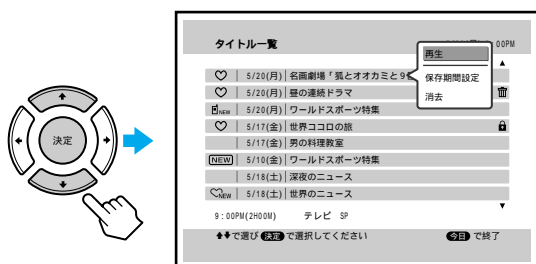 決定
タイトル一覧
00PM
再生
保存期間設定
消去
5/20(月) 名画劇場「狐とオオカミと9
5/20(月) 昼の連続ドラマ
NEW 5/20(月) ワールドスポーツ特集
5/17(金) 世界ココロの旅
5/17(金) 男の料理教室
NEW 5/10(金) ワールドスポーツ特集
5/18(土) 深夜のニュース
NEW 5/18(土) 世界のニュース
9:00PM(2H00M) テレビ SP
で選び 決定 で選択してください 今日 で終了